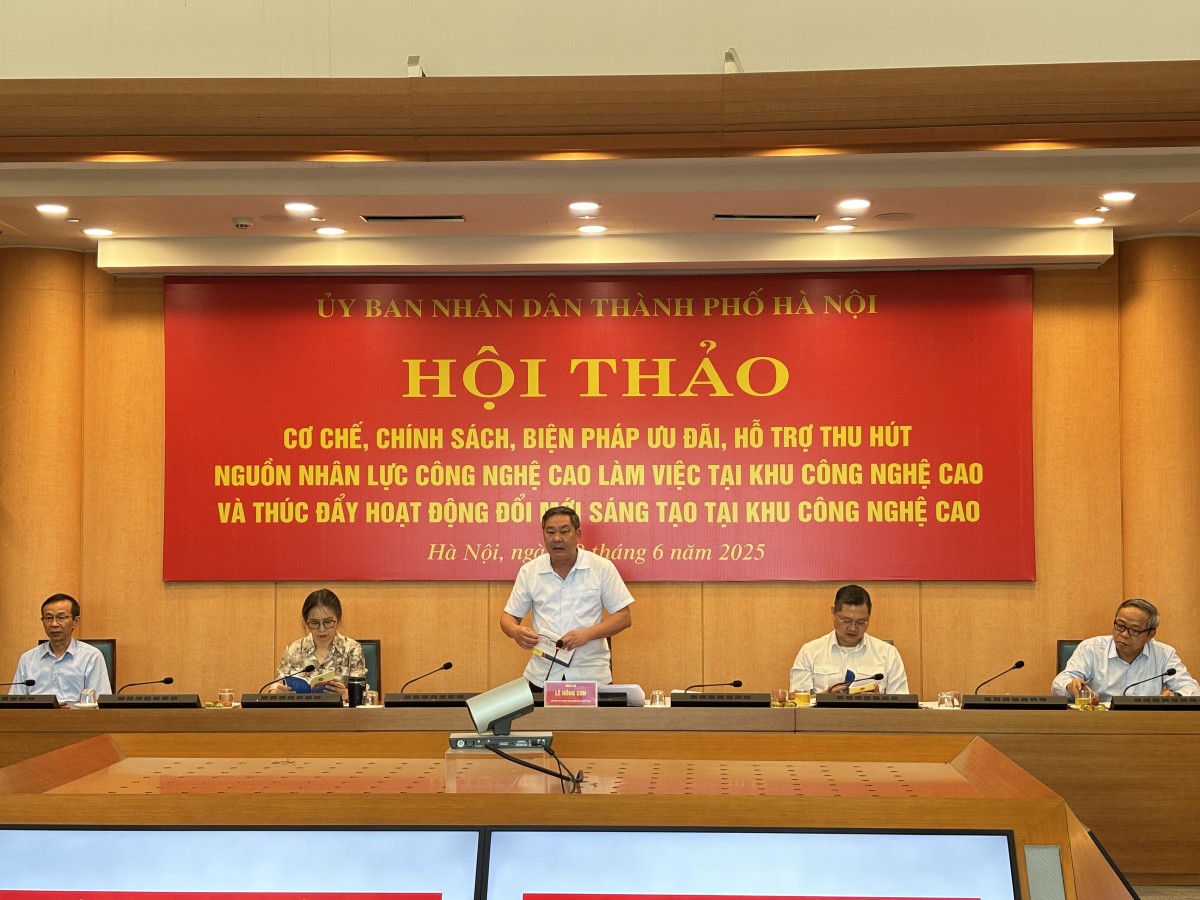 ỦY BAN NHÂN DÂN THÀNH PHỐ HÀ NỘI
HỘI THẢO
CƠ CHẾ, CHÍNH SÁCH, BIỆN PHÁP ƯU ĐÃI, HỖ TRỢ THU HÚT
NGUỒN NHÂN LỰC CÔNG NGHỆ CAO LÀM VIỆC TẠI KHU CÔNG NGHỆ CAO
VÀ THÚC ĐẨY HOẠT ĐỘNG ĐỔI MỚI SÁNG TẠO TẠI KHU CÔNG NGHỆ CAO
Hà Nội, tháng 6 năm 2025
LÊ HỒNG SƠN